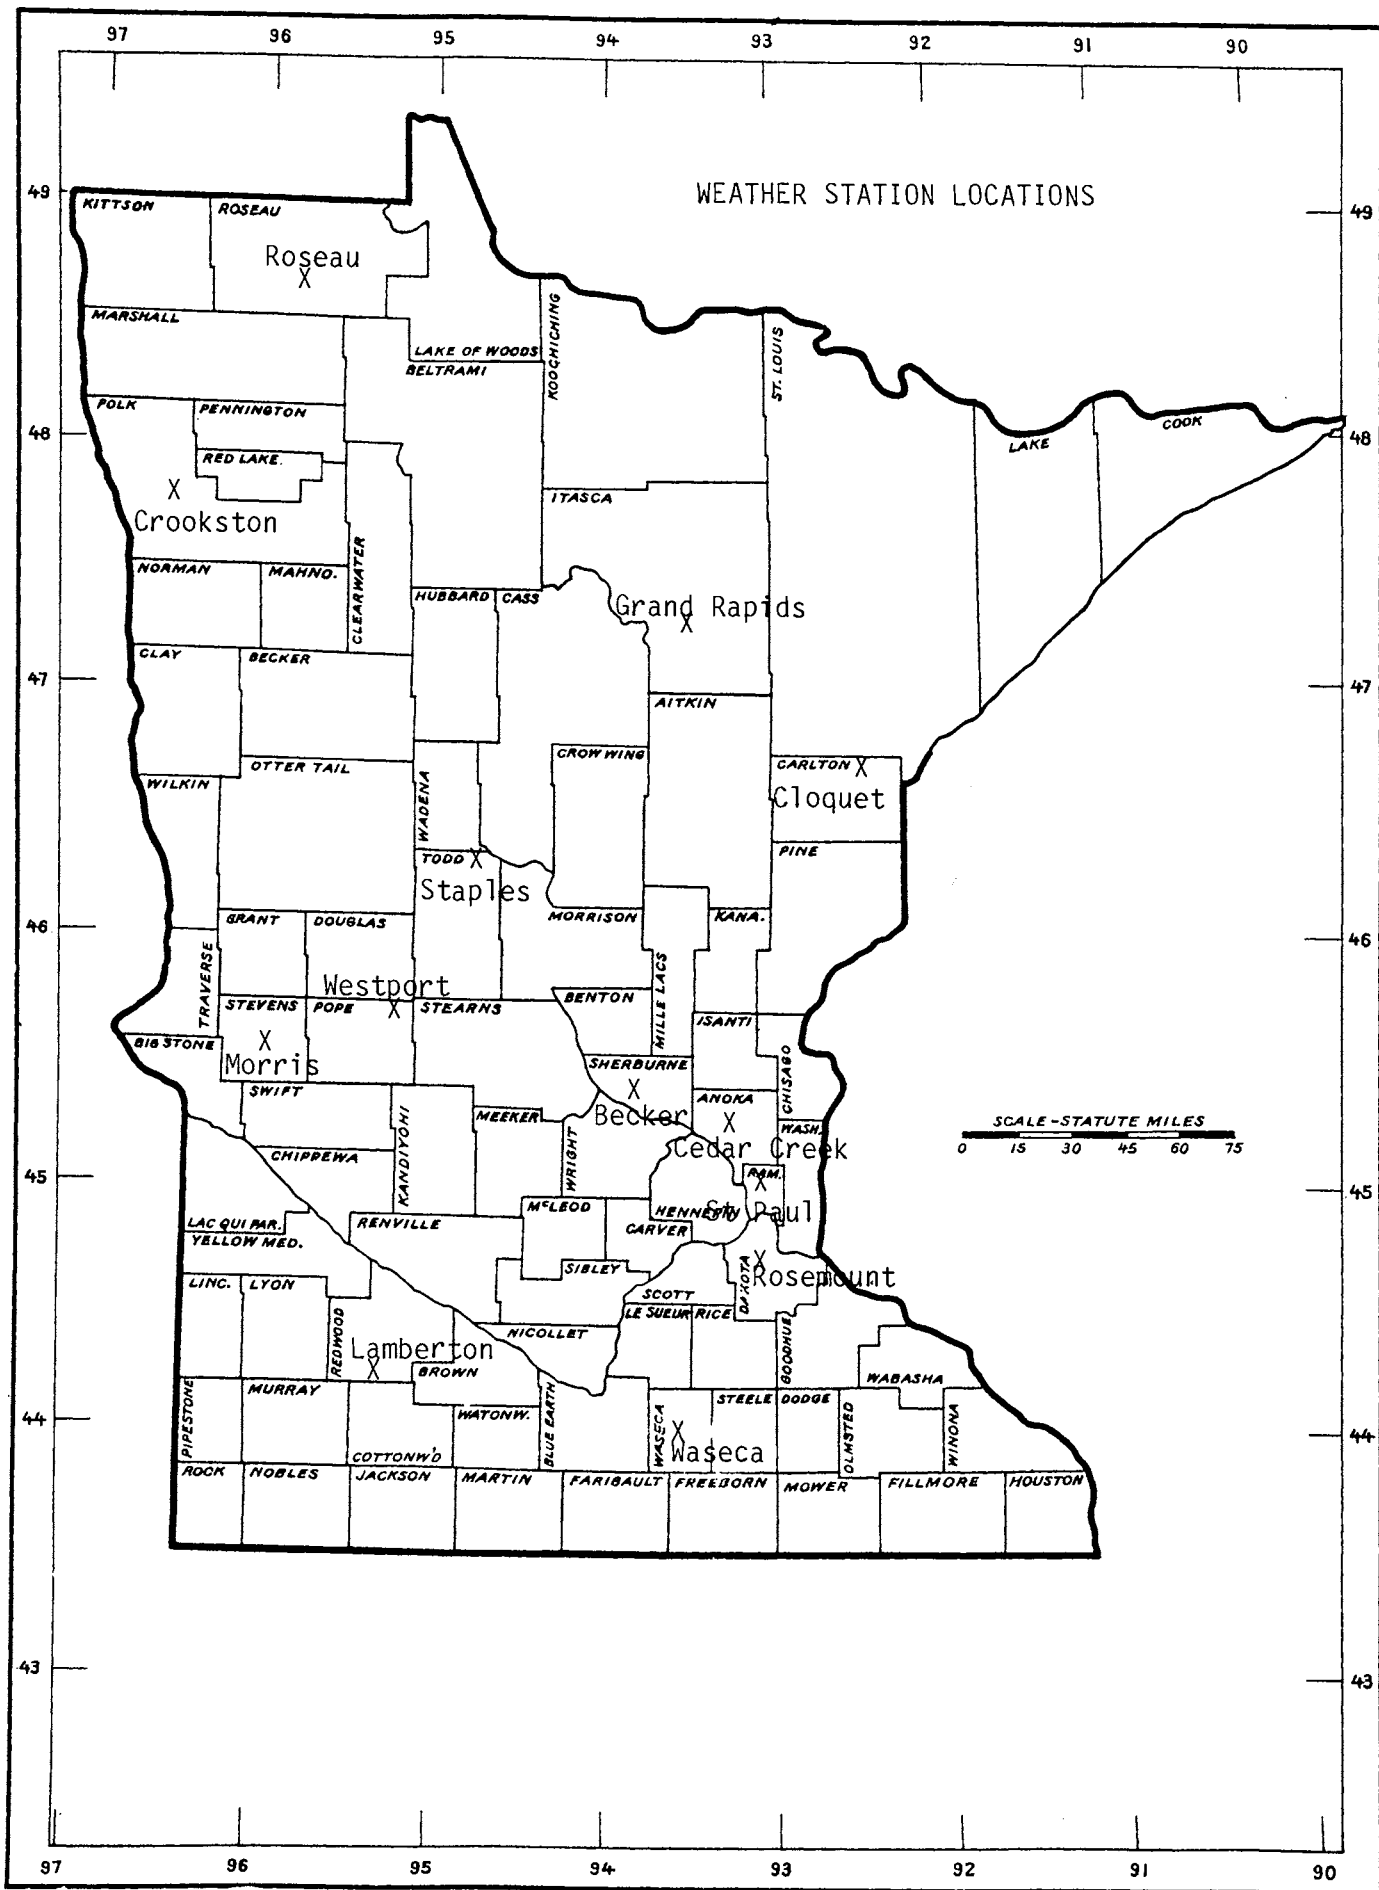 97 96 95 94 93 92 91 90
WEATHER STATION LOCATIONS
49 49
KITTSON ROSEAU
Roseau
X
MARSHALL
KOOCHICHING
ST. LOUIS
LAKE OF WOODS
BELTRAMI
POLK PENNINGTON
COOK
48 LAKE 48
RED LAKE.
X
ITASCA
Crookston
CLEARWATER
NORMAN MAHNO.
HUBBARD CASS
Grand Rapids
X
CLAY BECKER
47 47
AITKIN
CROW WING
OTTER TAIL
CARLTON X
WILKIN
WADENA
Cloquet
PINE
TODD X
Staples
GRANT DOUGLAS MORRISON KANA.
46 46
TRAVERSE
MILLE LACS
Westport
STEVENS POPE X STEARNS
BENTON
ISANTI
BIG STONE X
Morris
CHISAGO
SHERBURNE
SWIFT
X
ANOKA
MEEKER
Becker
KANDIYOHI
WRIGHT
X
WASH.
SCALE-STATUTE MILES
0 15 30 45 60 75
Cedar Creek
CHIPPEWA
RAM.
45 X 45
McLEOD
HENNEPIN
St Paul
LAC QUI PAR.
RENVILLE
CARVER
YELLOW MED.
X
SIBLEY
DAKOTA
Rosemount
LINC. LYON
SCOTT
LE SUEUR RICE
REDWOOD
NICOLLET
GOODHUE
Lamberton
X
BROWN
WABASHA
PIPESTONE
MURRAY
BLUE EARTH
STEELE DODGE
WATONW.
WASECA
X
OLMSTED
WINONA
44 44
COTTONW'D
Waseca
ROCK NOBLES JACKSON MARTIN FARIBAULT FREEBORN MOWER FILLMORE HOUSTON
43 43
97 96 95 94 93 92 91 90